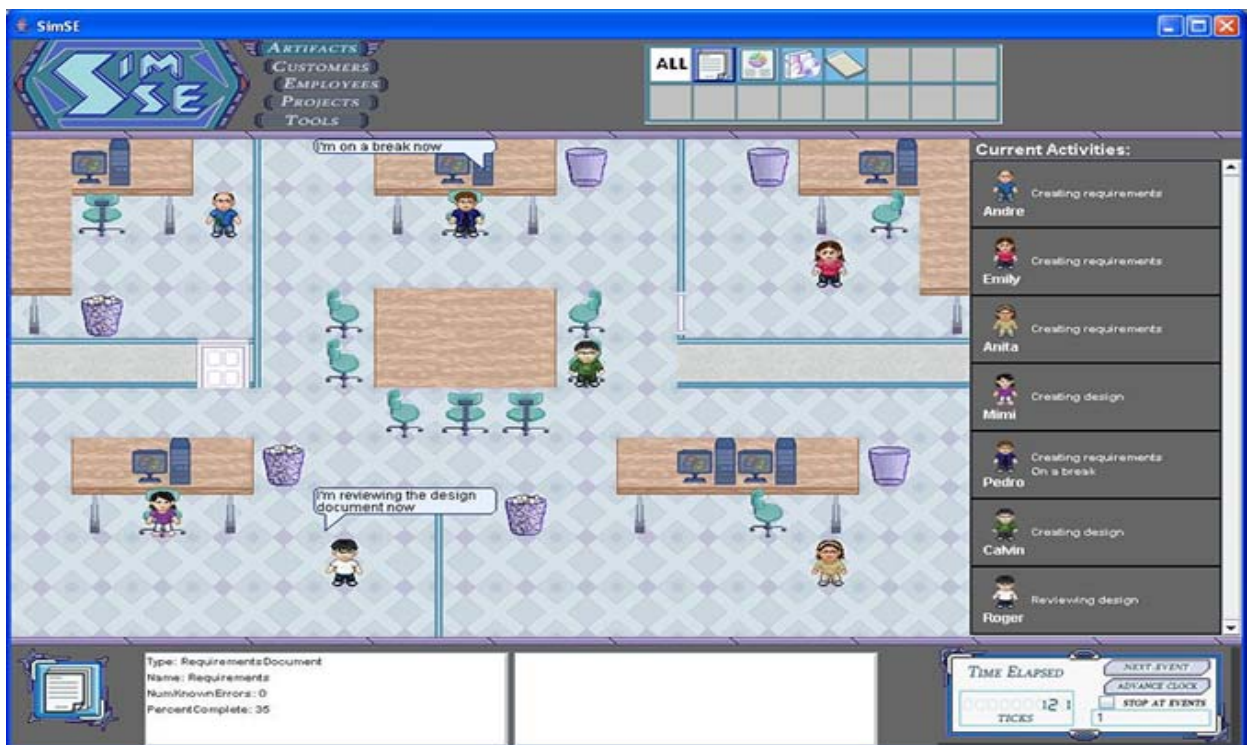 SimSE
SIMSE
ARTIFACTS
CUSTOMERS
EMPLOYEES
PROJECTS
TOOLS
ALL
I'm on a break now
I'm reviewing the design
document now
Current Activities:
Creating requirements
Andre
Creating requirements
Emily
Creating requirements
Anita
Creating design
Mimi
Creating requirements
On a break
Pedro
Creating design
Calvin
Reviewing design
Roger
Type: RequirementsDocument
Name: Requirements
NumKnownErrors: 0
PercentComplete: 35
TIME ELAPSED
121
TICKS
NEXT EVENT
ADVANCE CLOCK
STOP AT EVENTS
1